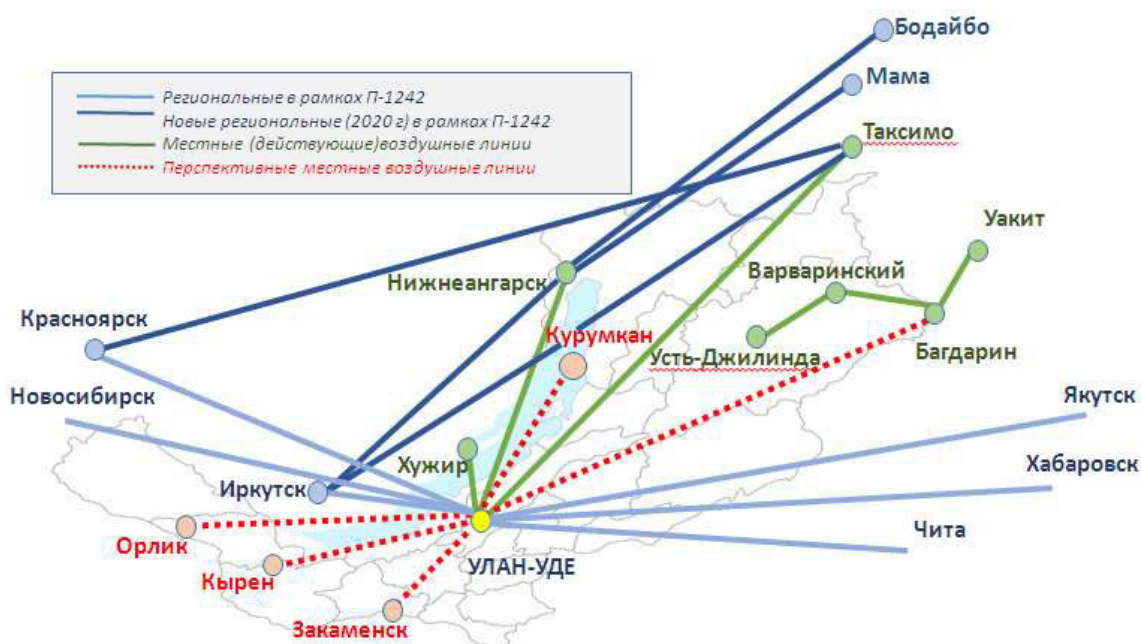 Региональные в рамках П-1242
Новые региональные (2020 г) в рамках П-1242
Местные (действующие)воздушные линии
Перспективные местные воздушные линии
Бодайбо
Мама
Таксимо
Уакит
Нижнеангарск
Варваринский
Красноярск
Курумкан
Усть-Джилинда
Багдарин
Новосибирск
Якутск
Хужир
Хабаровск
Иркутск
Чита
Орлик
Кырен
УЛАН-УДЕ
Закаменск